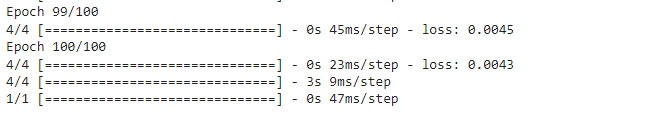 Epoch 99/100
4/4 [==============================] - 0s 45ms/step - loss: 0.0045
Epoch 100/100
4/4 [==============================] - 0s 23ms/step - loss: 0.0043
4/4 [==============================] - 3s 9ms/step
1/1 [==============================] - 0s 47ms/step